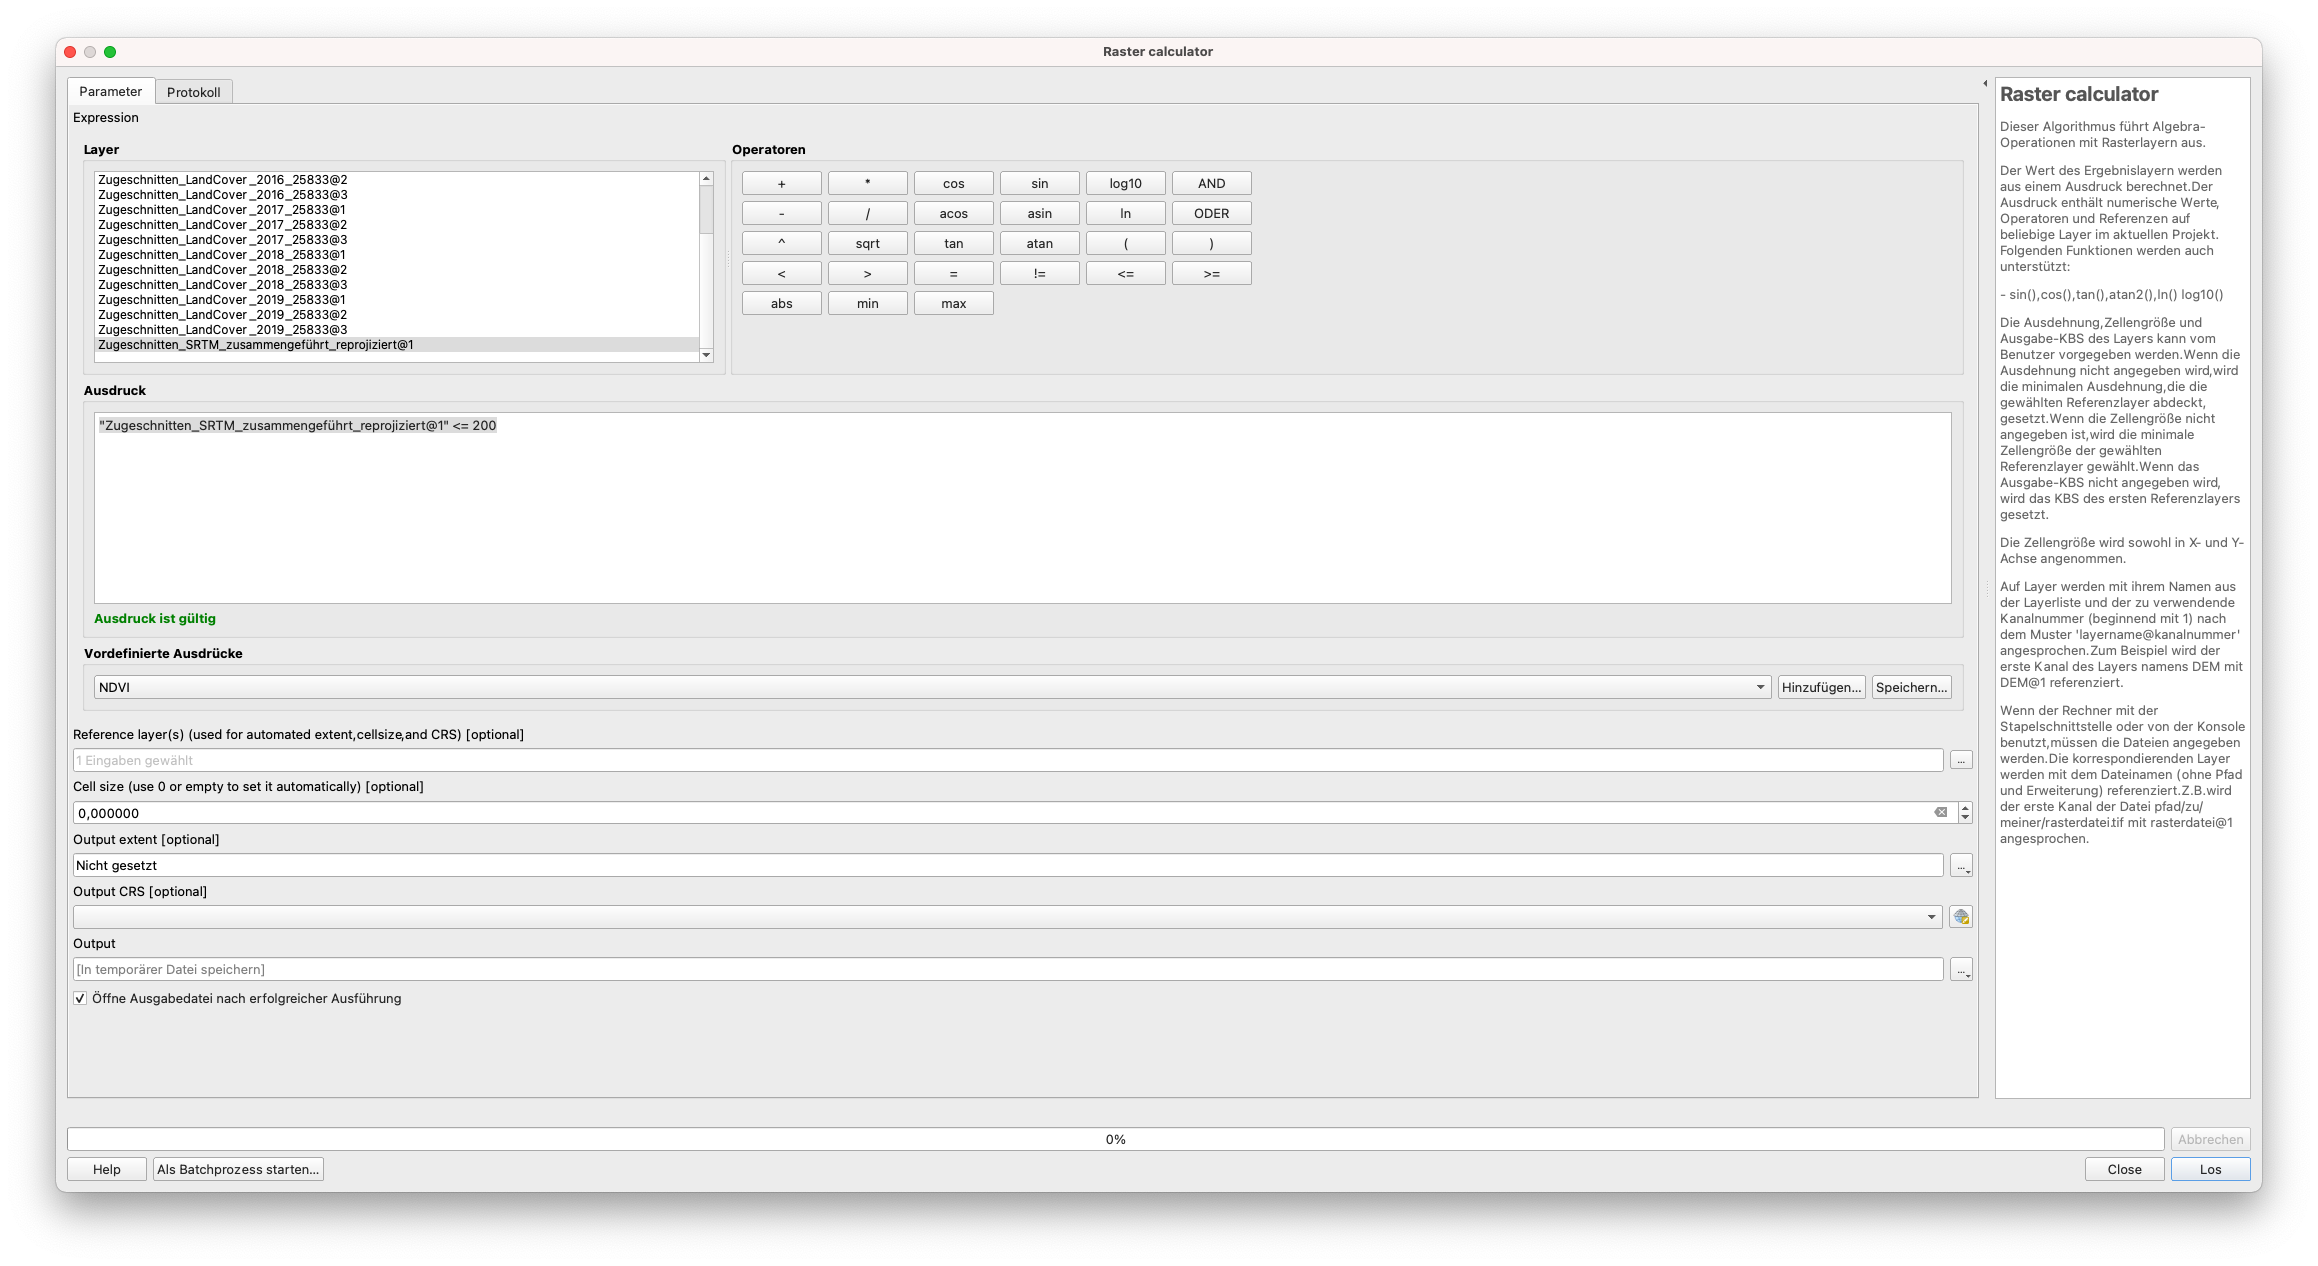 Raster calculator
Parameter
Protokoll
Expression
Layer
Zugeschnitten_LandCover_2016_25833@2
Zugeschnitten_LandCover_2016_25833@3
Zugeschnitten_LandCover_2017_25833@1
Zugeschnitten_LandCover_2017_25833@2
Zugeschnitten_LandCover_2017_25833@3
Zugeschnitten_LandCover_2018_25833@1
Zugeschnitten_LandCover_2018_25833@2
Zugeschnitten_LandCover_2018_25833@3
Zugeschnitten_LandCover_2019_25833@1
Zugeschnitten_LandCover_2019_25833@2
Zugeschnitten_LandCover_2019_25833@3
Zugeschnitten_SRTM_zusammengeführt_reprojiziert@1
Operatoren
+ * cos sin log10 AND
- / acos asin ln ODER
^ sqrt tan atan ( )
< > = != <= >=
abs min max
Ausdruck
"Zugeschnitten_SRTM_zusammengeführt_reprojiziert@1" <= 200
Ausdruck ist gültig
Vordefinierte Ausdrücke
NDVI
Hinzufügen...
Speichern...
Reference layer(s) (used for automated extent,cellsize,and CRS) [optional]
1 Eingaben gewählt
...
Cell size (use 0 or empty to set it automatically) [optional]
0,000000
Output extent [optional]
Nicht gesetzt
...
Output CRS [optional]
Output
[In temporärer Datei speichern]
...
Öffne Ausgabedatei nach erfolgreicher Ausführung
Raster calculator
Dieser Algorithmus führt Algebra-
Operationen mit Rasterlayern aus.
Der Wert des Ergebnislayern werden
aus einem Ausdruck berechnet.Der
Ausdruck enthält numerische Werte,
Operatoren und Referenzen auf
beliebige Layer im aktuellen Projekt.
Folgenden Funktionen werden auch
unterstützt:
- sin(),cos(),tan(),atan2(),ln() log10()
Die Ausdehnung,Zellengröße und
Ausgabe-KBS des Layers kann vom
Benutzer vorgegeben werden.Wenn die
Ausdehnung nicht angegeben wird,wird
die minimalen Ausdehnung,die die
gewählten Referenzlayer abdeckt,
gesetzt.Wenn die Zellengröße nicht
angegeben ist,wird die minimale
Zellengröße der gewählten
Referenzlayer gewählt.Wenn das
Ausgabe-KBS nicht angegeben wird,
wird das KBS des ersten Referenzlayers
gesetzt.
Die Zellengröße wird sowohl in X- und Y-
Achse angenommen.
Auf Layer werden mit ihrem Namen aus
der Layerliste und der zu verwendende
Kanalnummer (beginnend mit 1) nach
dem Muster 'layername@kanalnummer'
angesprochen.Zum Beispiel wird der
erste Kanal des Layers namens DEM mit
DEM@1 referenziert.
Wenn der Rechner mit der
Stapelschnittstelle oder von der Konsole
benutzt,müssen die Dateien angegeben
werden.Die korrespondierenden Layer
werden mit dem Dateinamen (ohne Pfad
und Erweiterung) referenziert.Z.B.wird
der erste Kanal der Datei pfad/zu/
meiner/rasterdatei.tif mit rasterdatei@1
angesprochen.
0%
Abbrechen
Help
Als Batchprozess starten...
Close
Los